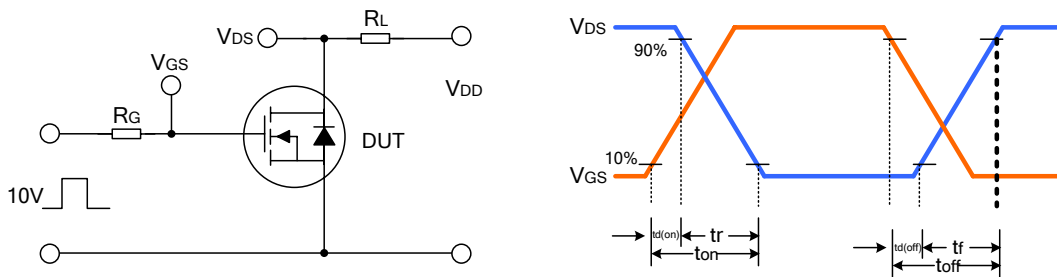 RL
VDS
VGS
VDD
RG
DUT
10V
VDS
90%
10%
VGS
td(on)
tr
ton
td(off)
tf
toff